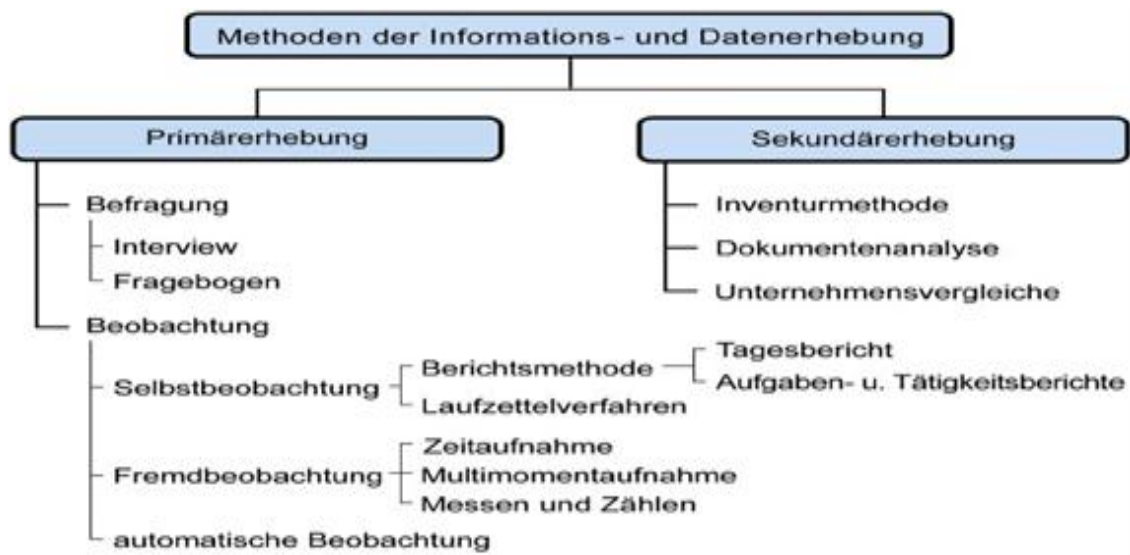 Methoden der Informations- und Datenerhebung
Primärerhebung
Sekundärerhebung
Befragung
Interview
Fragebogen
Beobachtung
Selbstbeobachtung
Berichtsmethode
Tagesbericht
Aufgaben- u. Tätigkeitsberichte
Laufzettelverfahren
Fremdbeobachtung
Zeitaufnahme
Multimomentaufnahme
Messen und Zählen
automatische Beobachtung
Inventurmethode
Dokumentenanalyse
Unternehmensvergleiche